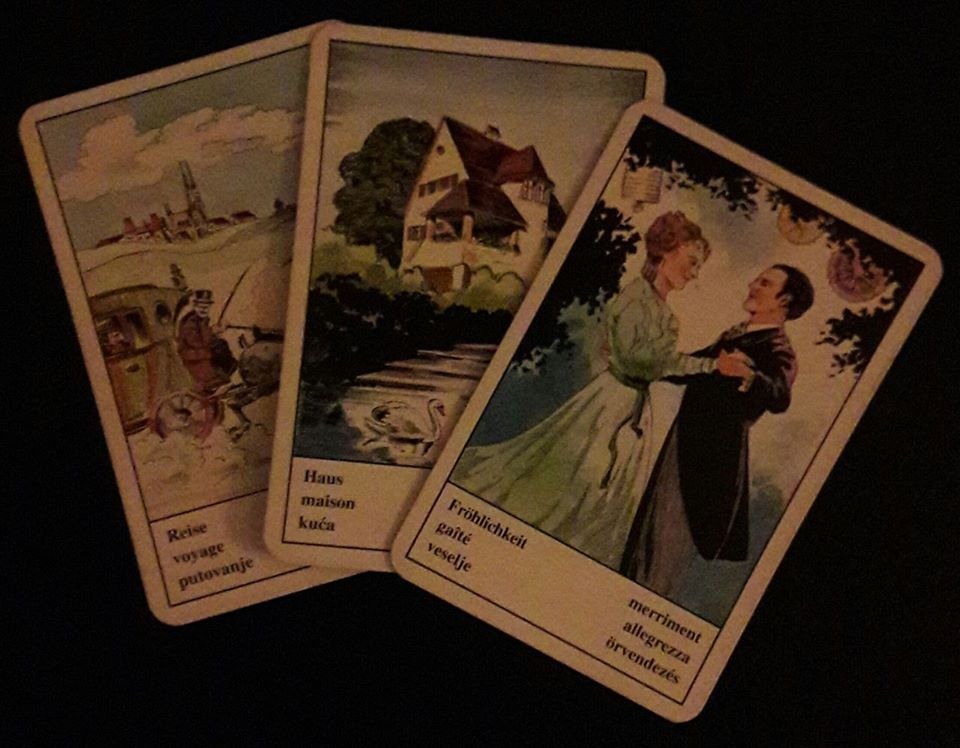 Reise
voyage
putovanje
Haus
maison
kuća
Fröhlichkeit
gaîté
veselje
merriment
allegrezza
örvendezés